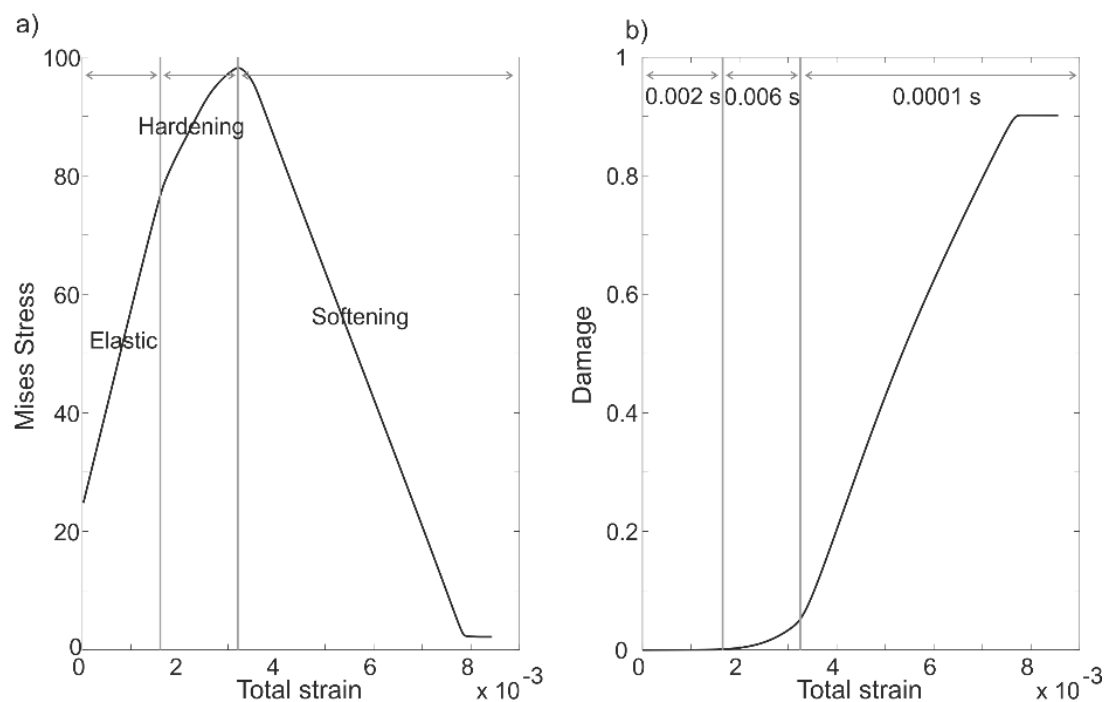 a)
100
80
60
40
20
0
Mises Stress
Elastic
Hardening
Softening
0 2 4 6 8
Total strain
x 10⁻³
b)
1
0.8
0.6
0.4
0.2
0
Damage
0.002 s 0.006 s 0.0001 s
0 2 4 6 8
Total strain
x 10⁻³